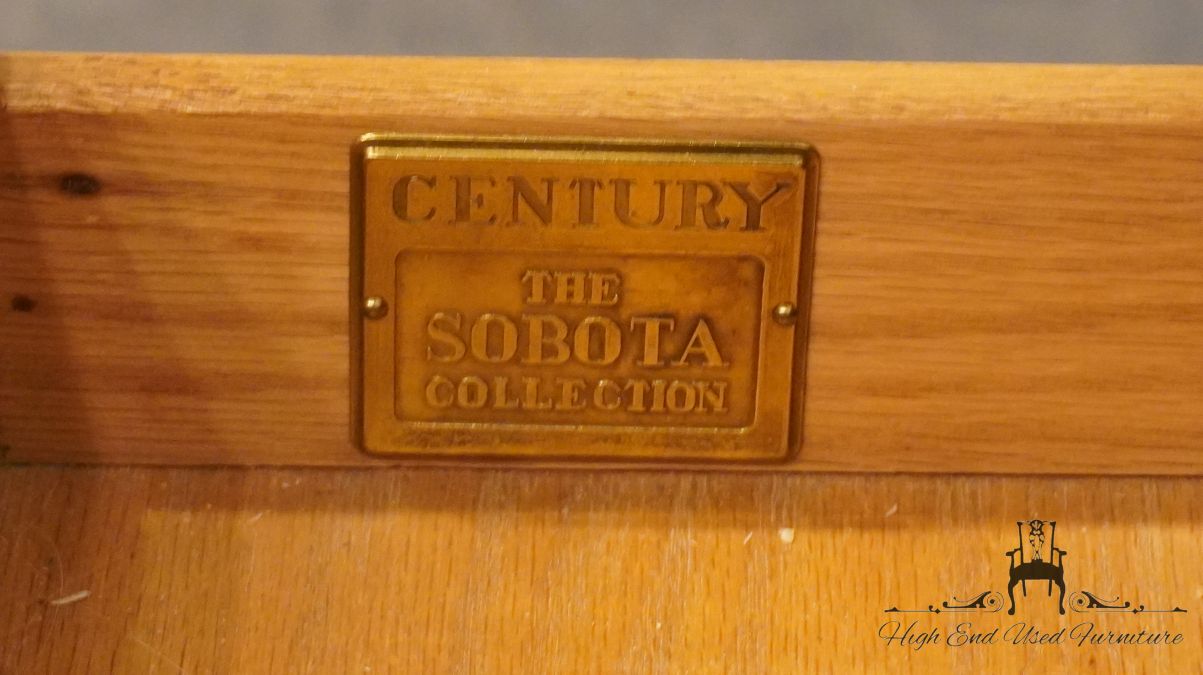 CENTURY
THE
SOBOTA
COLLECTION
High End Used Furniture